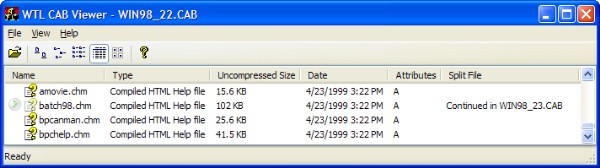 WTL CAB Viewer - WIN98_22.CAB
File View Help
Name Type Uncompressed Size Date Attributes Split File
amovie.chm Compiled HTML Help file 15.6 KB 4/23/1999 3:22 PM A
batch98.chm Compiled HTML Help file 102 KB 4/23/1999 3:22 PM A Continued in WIN98_23.CAB
bpcanman.chm Compiled HTML Help file 25.6 KB 4/23/1999 3:22 PM A
bpchelp.chm Compiled HTML Help file 41.5 KB 4/23/1999 3:22 PM A
Ready